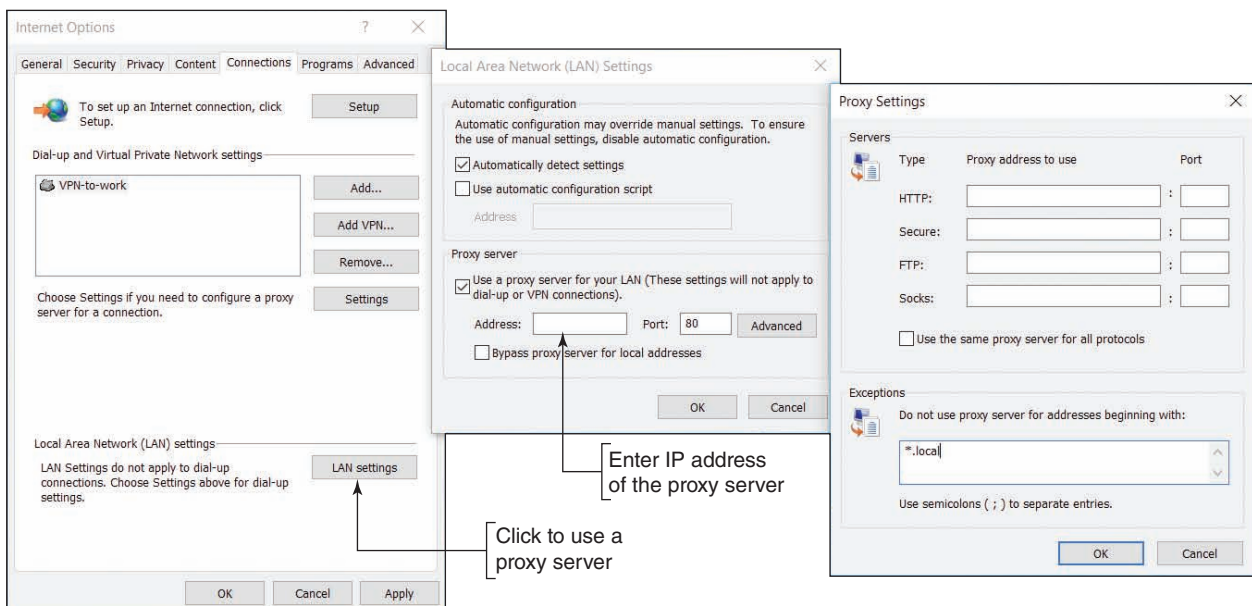 Internet Options
?
General Security Privacy Content Connections Programs Advanced
To set up an Internet connection, click
Setup.
Setup
Dial-up and Virtual Private Network settings
VPN-to-work
Add...
Add VPN...
Remove...
Choose Settings if you need to configure a proxy
server for a connection.
Settings
Local Area Network (LAN) settings
LAN Settings do not apply to dial-up
connections. Choose Settings above for dial-up
settings.
LAN settings
OK Cancel Apply
Click to use a
proxy server
Local Area Network (LAN) Settings
Automatic configuration
Automatic configuration may override manual settings. To ensure
the use of manual settings, disable automatic configuration.
Automatically detect settings
Use automatic configuration script
Address
Proxy server
Use a proxy server for your LAN (These settings will not apply to
dial-up or VPN connections).
Address: Port: 80 Advanced
Bypass proxy server for local addresses
OK Cancel
Enter IP address
of the proxy server
Proxy Settings
Servers
Type Proxy address to use Port
HTTP: :
Secure: :
FTP: :
Socks: :
Use the same proxy server for all protocols
Exceptions
Do not use proxy server for addresses beginning with:
*.local
Use semicolons ( ; ) to separate entries.
OK Cancel